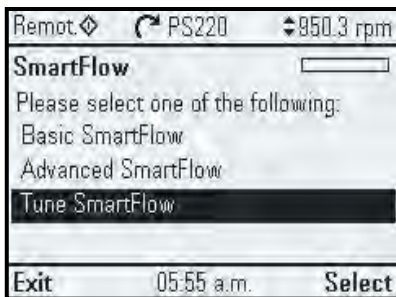 Remot. PS220 950.3 rpm
SmartFlow
Please select one of the following:
Basic SmartFlow
Advanced SmartFlow
Tune SmartFlow
Exit 05:55 a.m. Select